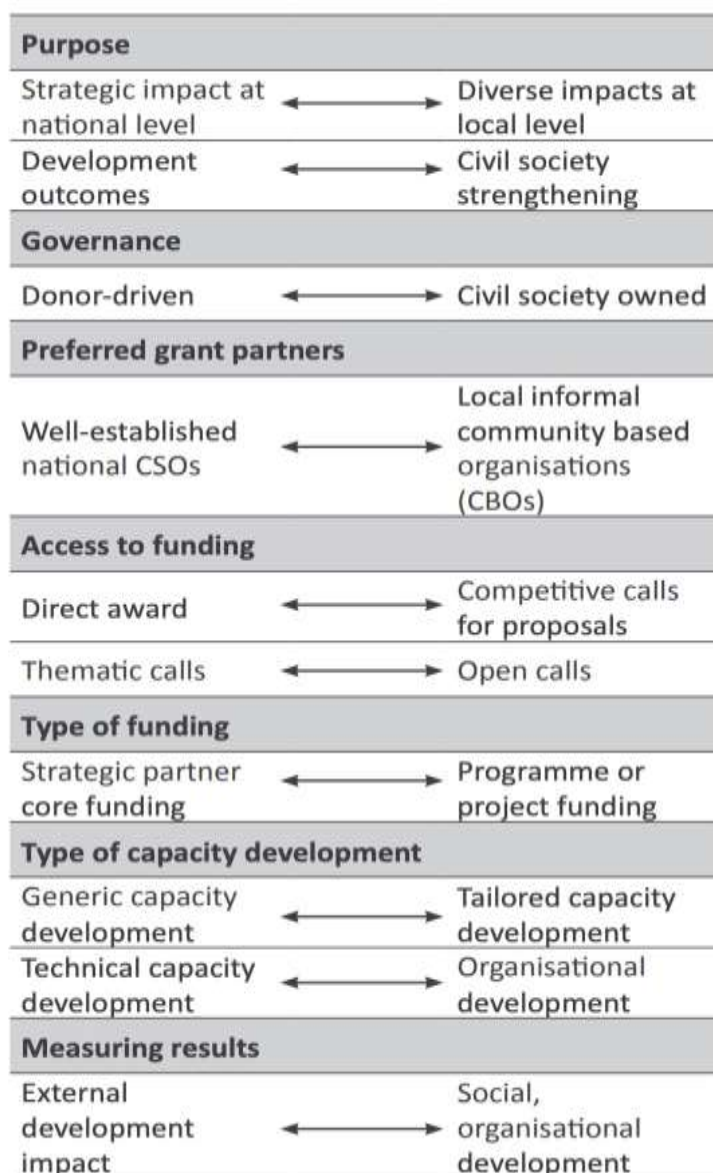 Purpose
Strategic impact at
national level
Diverse impacts at
local level
Development
outcomes
Civil society
strengthening
Governance
Donor-driven
Civil society owned
Preferred grant partners
Well-established
national CSOs
Local informal
community based
organisations
(CBOs)
Access to funding
Direct award
Competitive calls
for proposals
Thematic calls
Open calls
Type of funding
Strategic partner
core funding
Programme or
project funding
Type of capacity development
Generic capacity
development
Tailored capacity
development
Technical capacity
development
Organisational
development
Measuring results
External
development
impact
Social,
organisational
development